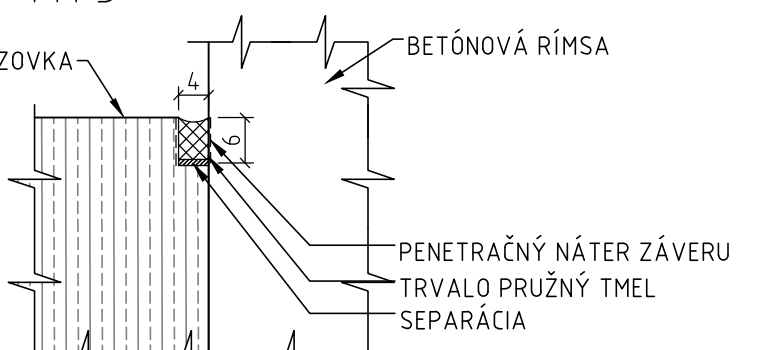 BETÓNOVÁ RÍMSA
4
6
PENETRAČNÝ NÁTER ZÁVERU
TRVALO PRUŽNÝ TMEL
SEPARÁCIA